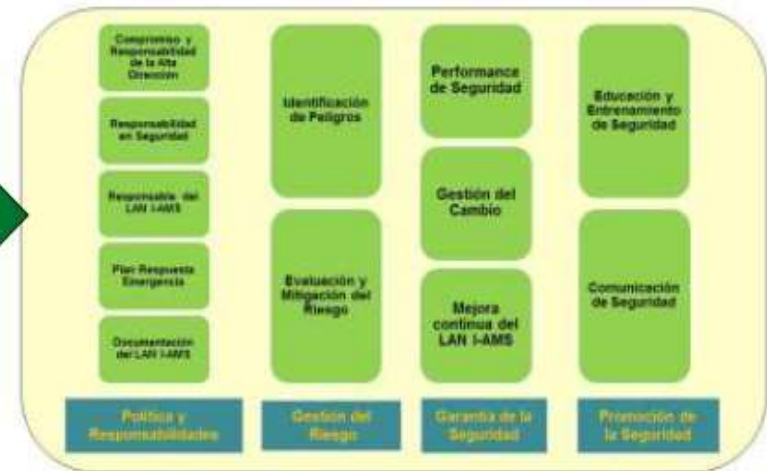 Compromiso y
Responsabilidad
de la Alta
Dirección
Responsabilidad
en Seguridad
Responsable del
LAN I-AMS
Plan Respuesta
Emergencia
Documentación
del LAN I-AMS
Política y
Responsabilidades
Identificación
de Peligros
Evaluación y
Mitigación del
Riesgo
Gestión del
Riesgo
Performance
de Seguridad
Gestión del
Cambio
Mejora
continua del
LAN I-AMS
Garantía de la
Seguridad
Educación y
Entrenamiento
de Seguridad
Comunicación
de Seguridad
Promoción de
la Seguridad